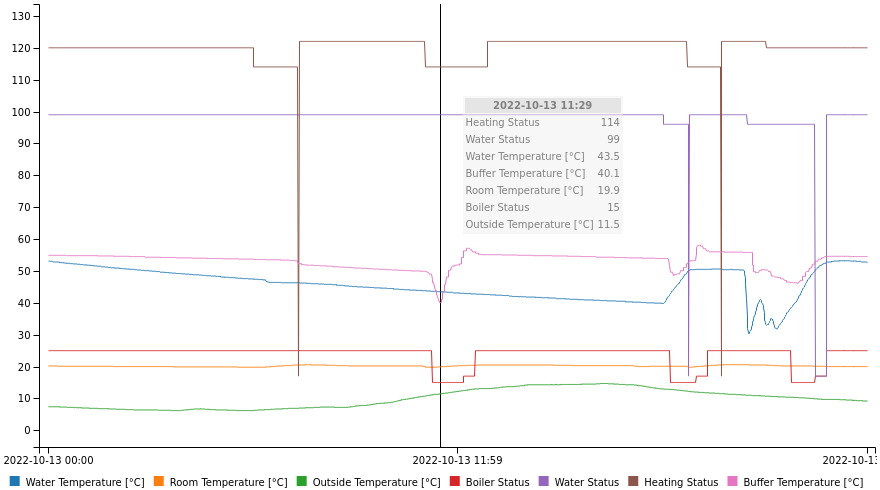 130
120
110
100
90
80
70
60
50
40
30
20
10
0
2022-10-13 11:29
Heating Status 114
Water Status 99
Water Temperature [°C] 43.5
Buffer Temperature [°C] 40.1
Room Temperature [°C] 19.9
Boiler Status 15
Outside Temperature [°C] 11.5
2022-10-13 00:00 2022-10-13 11:59 2022-10-13
Water Temperature [°C] Room Temperature [°C] Outside Temperature [°C] Boiler Status Water Status Heating Status Buffer Temperature [°C]